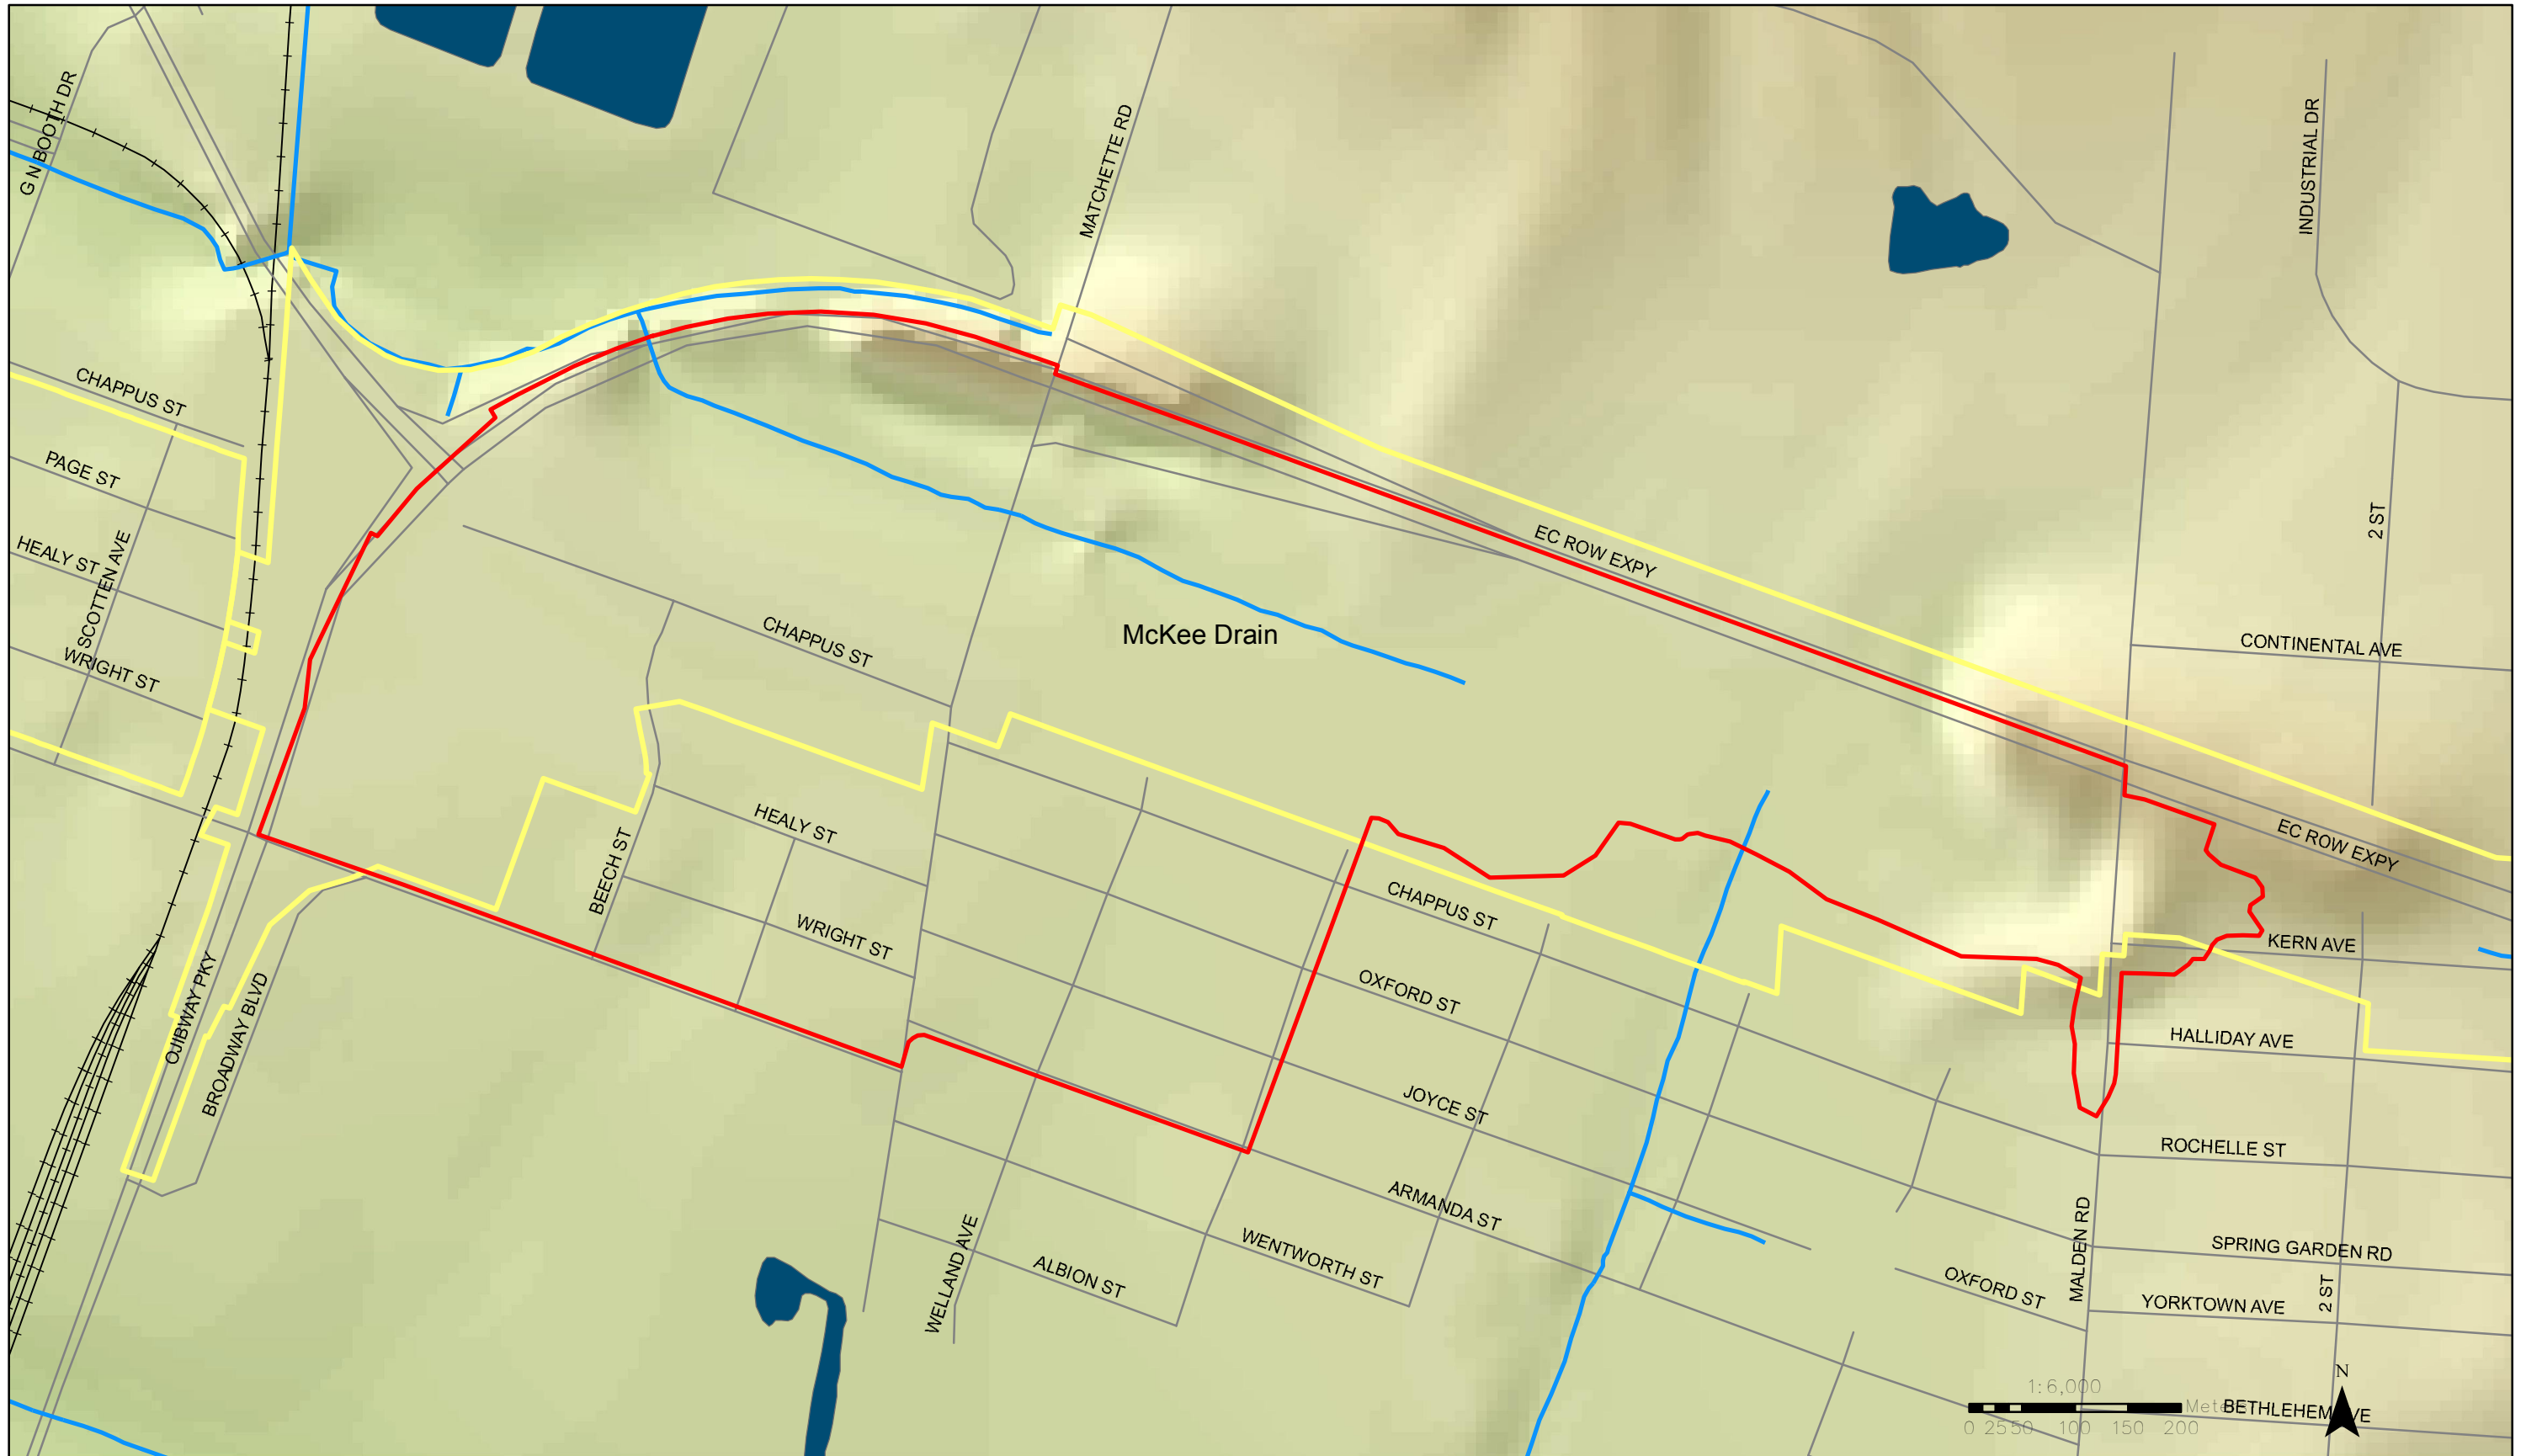 G N BOOTH DR
MATCHETTE RD
INDUSTRIAL DR
CHAPPUS ST
PAGE ST
2 ST
EC ROW EXPY
HEALY ST
SCOTTEN AVE
CHAPPUS ST
McKee Drain
CONTINENTAL AVE
WRIGHT ST
HEALY ST
EC ROW EXPY
BEECH ST
CHAPPUS ST
WRIGHT ST
KERN AVE
OXFORD ST
OJIBWAY PKY
BROADWAY BLVD
HALLIDAY AVE
JOYCE ST
ROCHELLE ST
ARMANDA ST
WELLAND AVE
WENTWORTH ST
MALDEN RD
SPRING GARDEN RD
ALBION ST
OXFORD ST
YORKTOWN AVE
2 ST
N
1:6,000
BETHLEHEM AVE
0 25 50 100 150 200